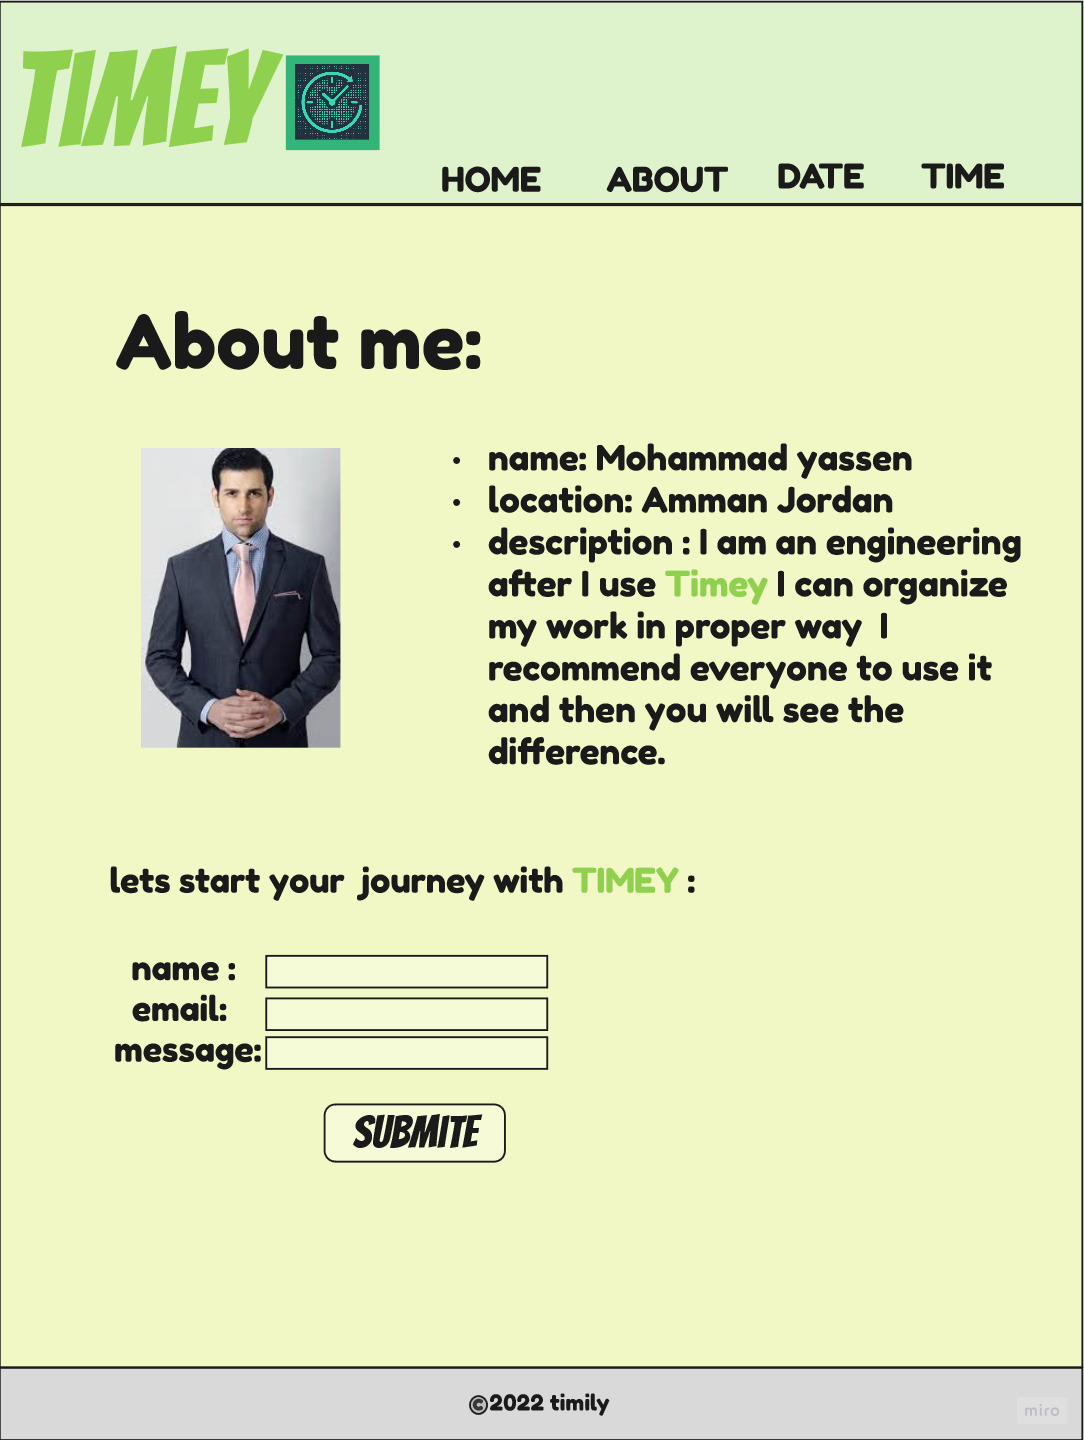 TIMEY
HOME ABOUT DATE TIME
About me:
• name: Mohammad yassen
• location: Amman Jordan
• description : I am an engineering
after I use Timey I can organize
my work in proper way I
recommend everyone to use it
and then you will see the
difference.
lets start your journey with TIMEY :
name :
email:
message:
SUBMITE
©2022 timily
miro